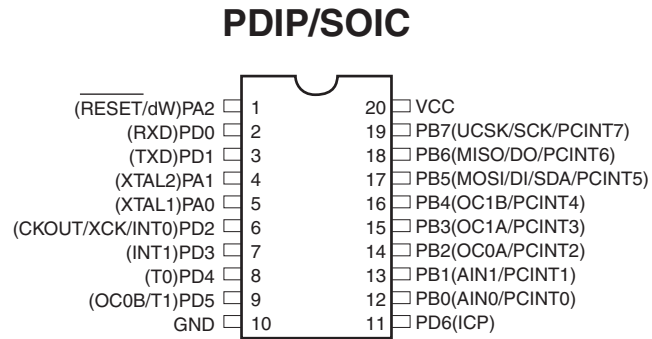 PDIP/SOIC
(RESET/dW)PA2 1 20 VCC
(RXD)PD0 2 19 PB7(UCSK/SCK/PCINT7)
(TXD)PD1 3 18 PB6(MISO/DO/PCINT6)
(XTAL2)PA1 4 17 PB5(MOSI/DI/SDA/PCINT5)
(XTAL1)PA0 5 16 PB4(OC1B/PCINT4)
(CKOUT/XCK/INT0)PD2 6 15 PB3(OC1A/PCINT3)
(INT1)PD3 7 14 PB2(OC0A/PCINT2)
(T0)PD4 8 13 PB1(AIN1/PCINT1)
(OC0B/T1)PD5 9 12 PB0(AIN0/PCINT0)
GND 10 11 PD6(ICP)